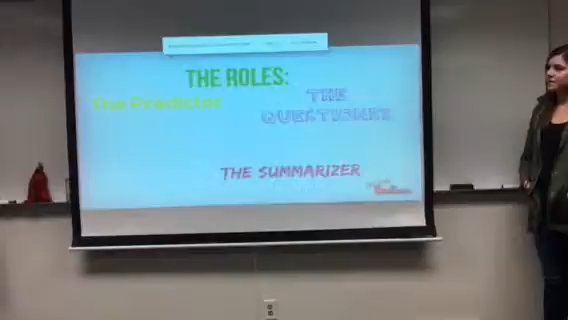 THE ROLES:
The Predictor
THE
QUESTIONER
THE SUMMARIZER